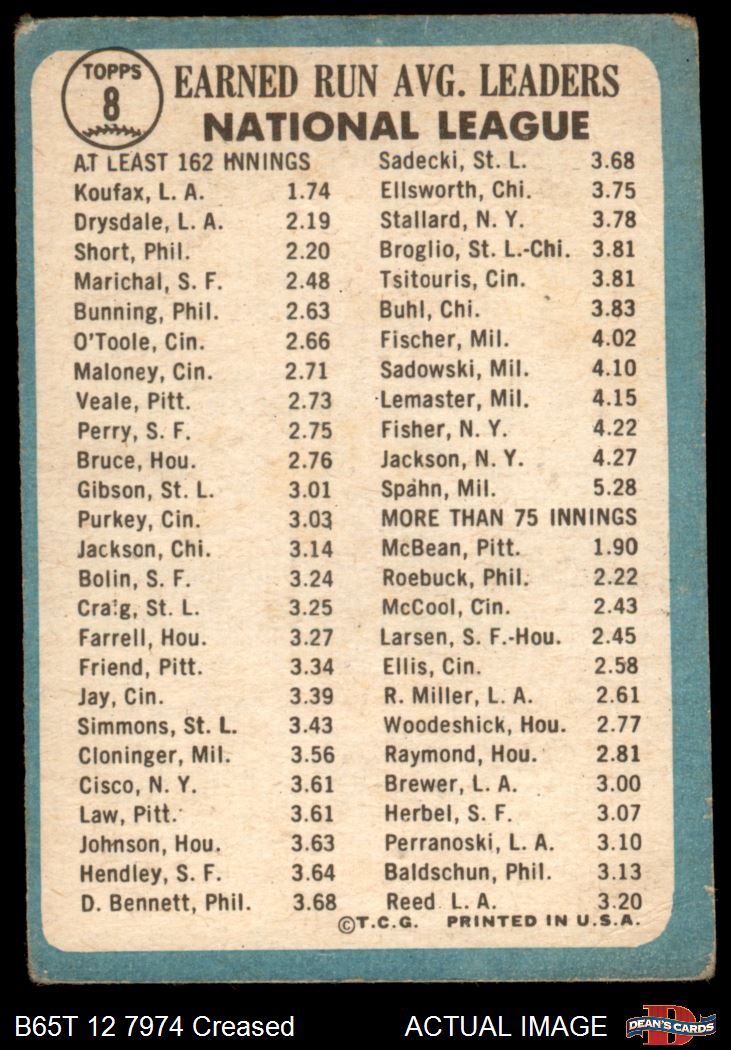 TOPPS
8
EARNED RUN AVG. LEADERS
NATIONAL LEAGUE
AT LEAST 162 INNINGS
Koufax, L. A. 1.74
Drysdale, L. A. 2.19
Short, Phil. 2.20
Marichal, S. F. 2.48
Bunning, Phil. 2.63
O'Toole, Cin. 2.66
Maloney, Cin. 2.71
Veale, Pitt. 2.73
Perry, S. F. 2.75
Bruce, Hou. 2.76
Gibson, St. L. 3.01
Purkey, Cin. 3.03
Jackson, Chi. 3.14
Bolin, S. F. 3.24
Craig, St. L. 3.25
Farrell, Hou. 3.27
Friend, Pitt. 3.34
Jay, Cin. 3.39
Simmons, St. L. 3.43
Cloninger, Mil. 3.56
Cisco, N. Y. 3.61
Law, Pitt. 3.61
Johnson, Hou. 3.63
Hendley, S. F. 3.64
D. Bennett, Phil. 3.68
Sadecki, St. L. 3.68
Ellsworth, Chi. 3.75
Stallard, N. Y. 3.78
Broglio, St. L.-Chi. 3.81
Tsitouris, Cin. 3.81
Buhl, Chi. 3.83
Fischer, Mil. 4.02
Sadowski, Mil. 4.10
Lemaster, Mil. 4.15
Fisher, N. Y. 4.22
Jackson, N. Y. 4.27
Spahn, Mil. 5.28
MORE THAN 75 INNINGS
McBean, Pitt. 1.90
Roebuck, Phil. 2.22
McCool, Cin. 2.43
Larsen, S. F.-Hou. 2.45
Ellis, Cin. 2.58
R. Miller, L. A. 2.61
Woodeshick, Hou. 2.77
Raymond, Hou. 2.81
Brewer, L. A. 3.00
Herbel, S. F. 3.07
Perranoski, L. A. 3.10
Baldschun, Phil. 3.13
Reed L. A. 3.20
©T.C.G. PRINTED IN U.S.A.
B65T 12 7974 Creased ACTUAL IMAGE
D
DEAN'S CARDS